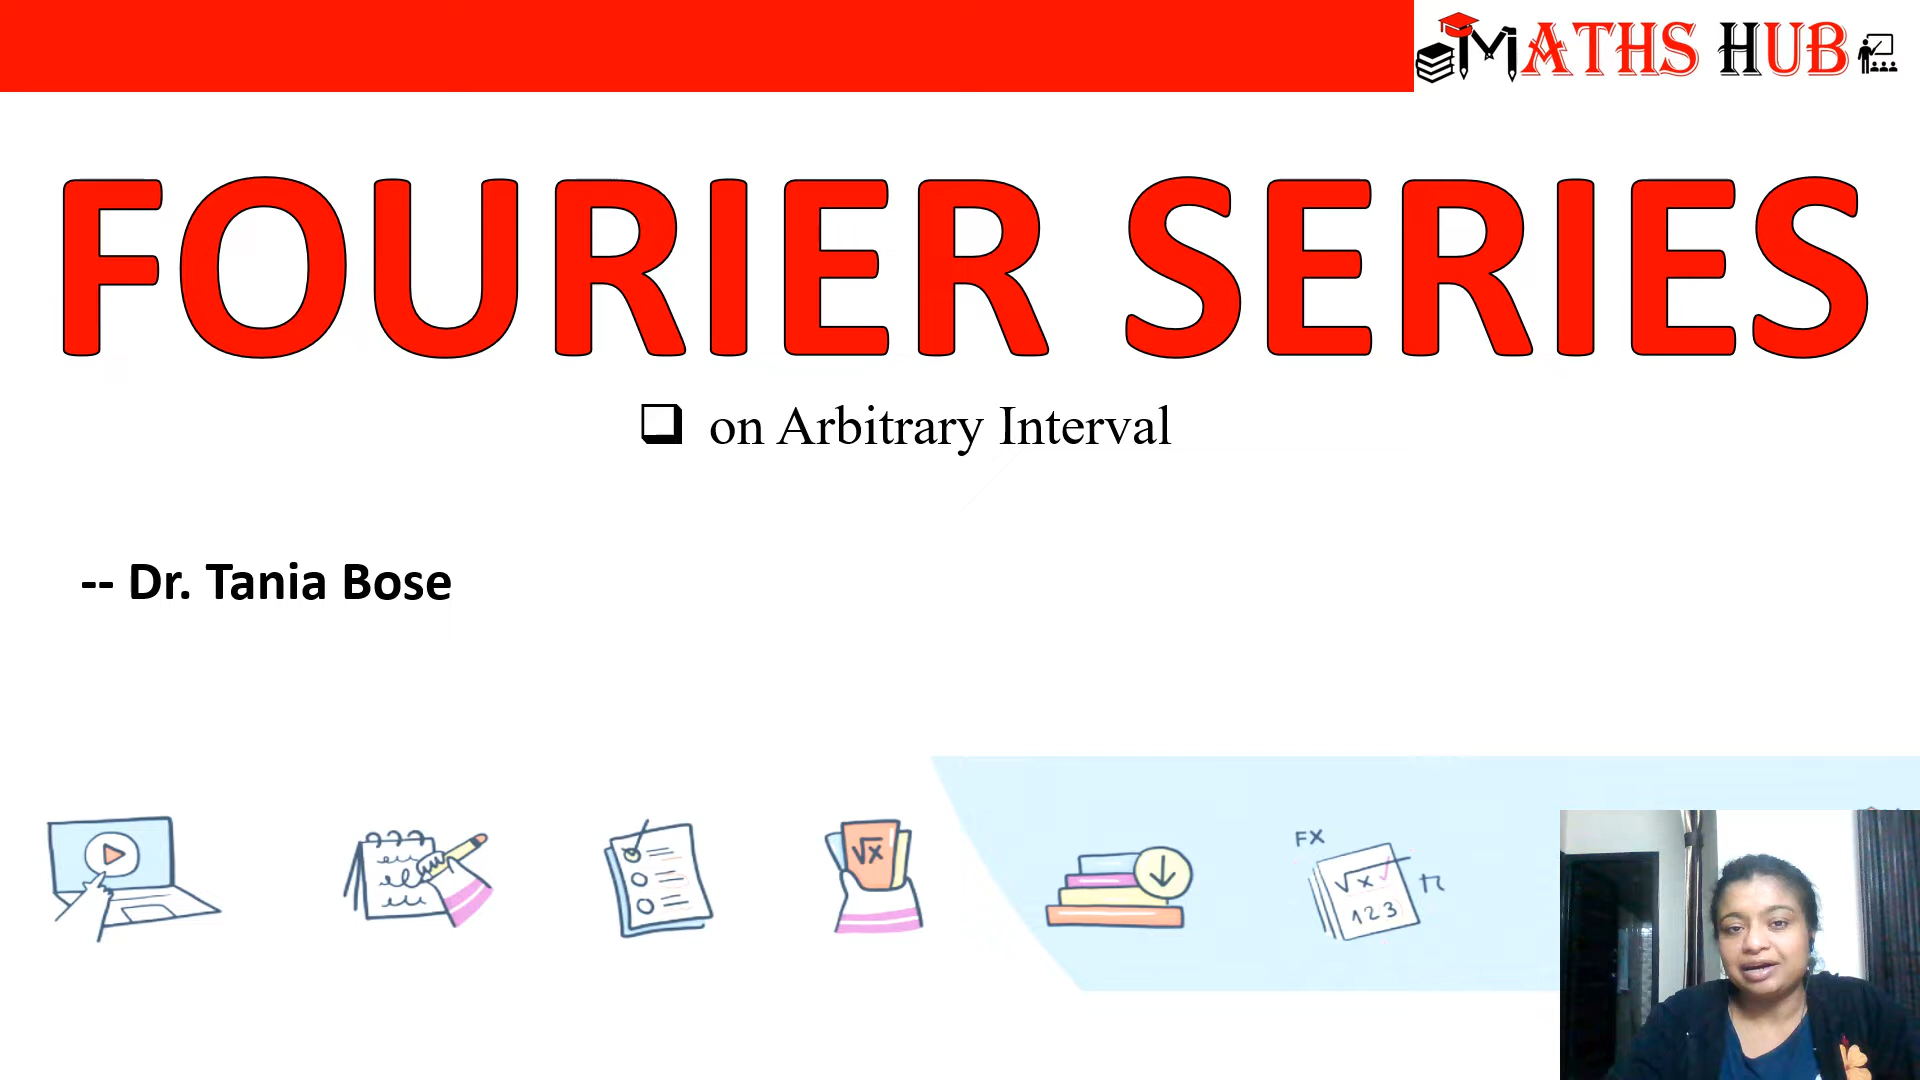 MATHS HUB
FOURIER SERIES
❑ on Arbitrary Interval
-- Dr. Tania Bose
√x
FX
√x
123
π